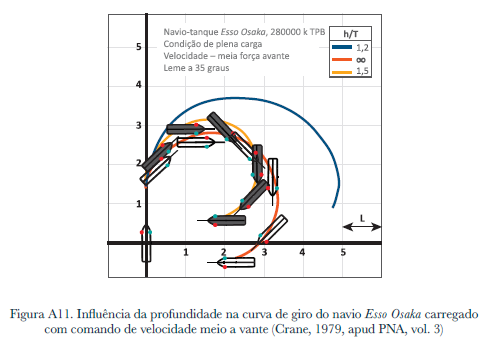 Navio-tanque Esso Osaka, 280000 k TPB
Condição de plena carga
Velocidade – meia força avante
Leme a 35 graus
h/T
1,2
∞
1,5
5
4
3
2
1
L
1 2 3 4 5
Figura A11. Influência da profundidade na curva de giro do navio Esso Osaka carregado
com comando de velocidade meio a vante (Crane, 1979, apud PNA, vol. 3)